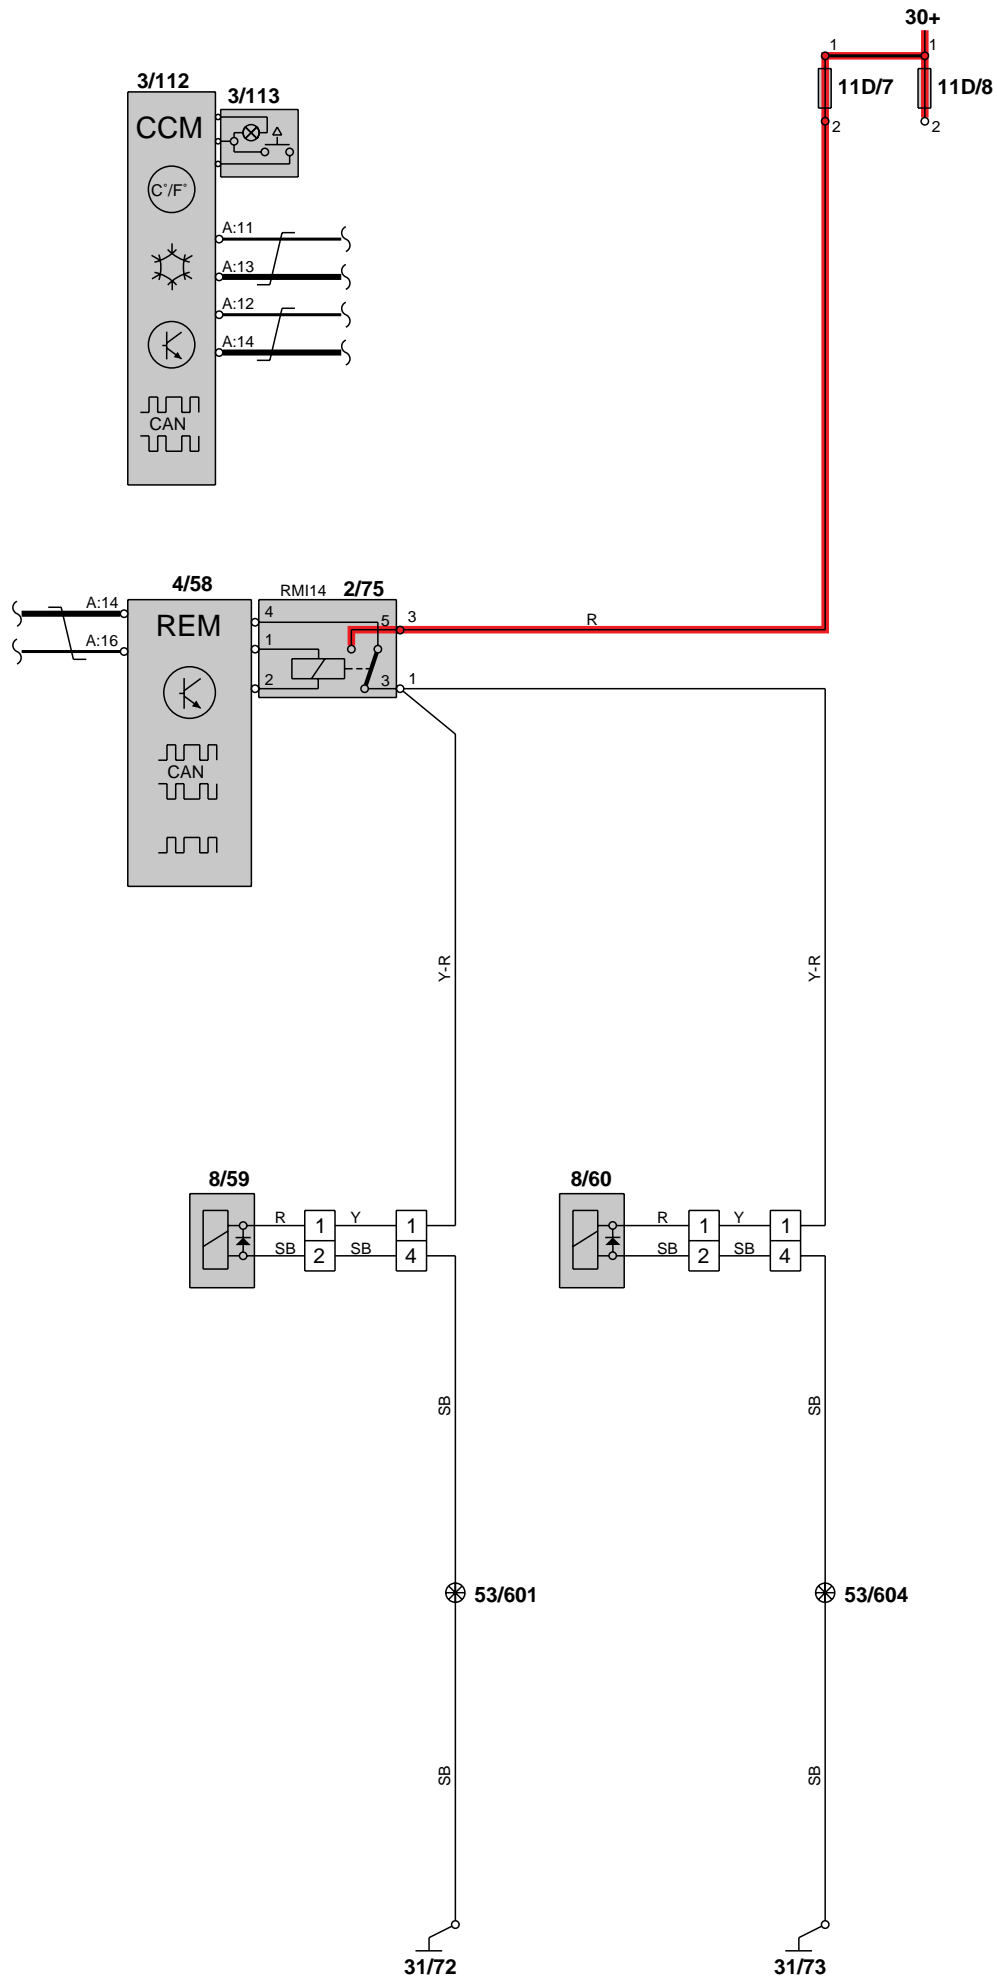 30+
1
1
11D/7
11D/8
2
2
3/112
3/113
CCM
C°/F°
A:11
A:13
A:12
A:14
CAN
4/58
RMI14
2/75
A:14
A:16
REM
4
5
3
R
1
2
3
1
CAN
Y-R
Y-R
8/59
8/60
R
1
Y
1
R
1
Y
1
SB
2
SB
4
SB
2
SB
4
SB
SB
53/601
53/604
SB
SB
31/72
31/73